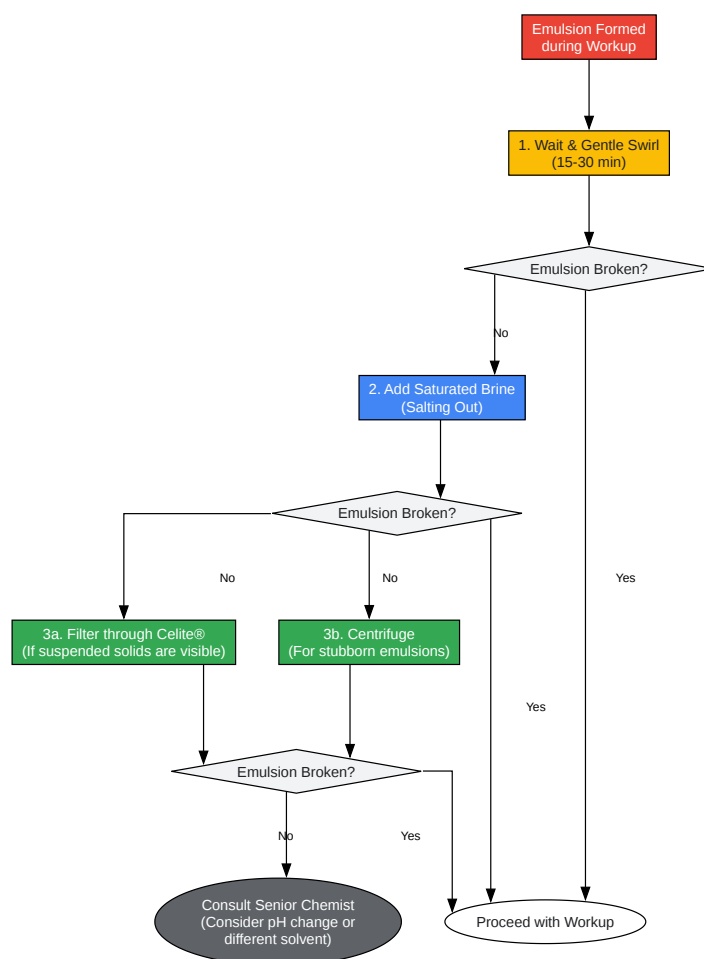 Emulsion Formed
during Workup
1. Wait & Gentle Swirl
(15-30 min)
Emulsion Broken?
No
2. Add Saturated Brine
(Salting Out)
Emulsion Broken?
No
No
Yes
3a. Filter through Celite®
(If suspended solids are visible)
3b. Centrifuge
(For stubborn emulsions)
Yes
Emulsion Broken?
No
Yes
Consult Senior Chemist
(Consider pH change or
different solvent)
Proceed with Workup